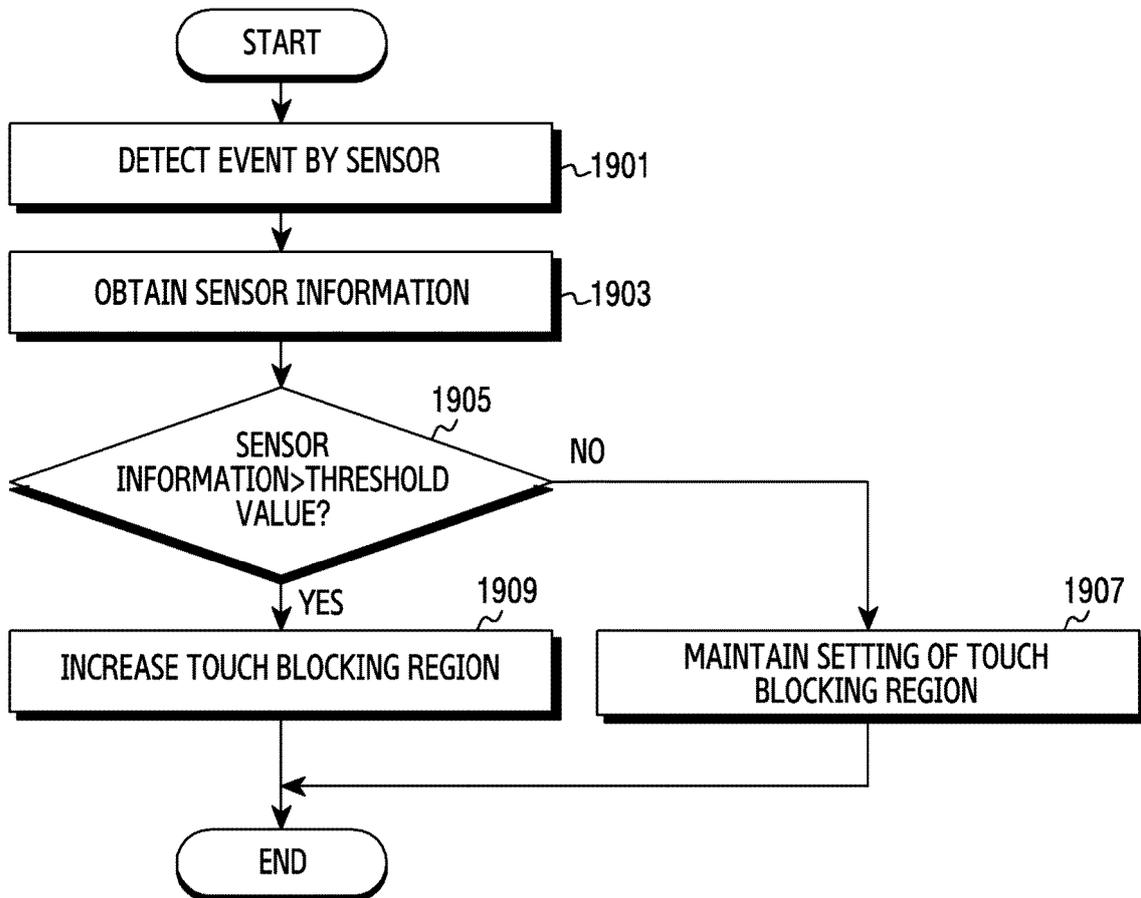 START
DETECT EVENT BY SENSOR
1901
OBTAIN SENSOR INFORMATION
1903
1905
SENSOR
INFORMATION>THRESHOLD
VALUE?
NO
YES
1909
1907
INCREASE TOUCH BLOCKING REGION
MAINTAIN SETTING OF TOUCH
BLOCKING REGION
END